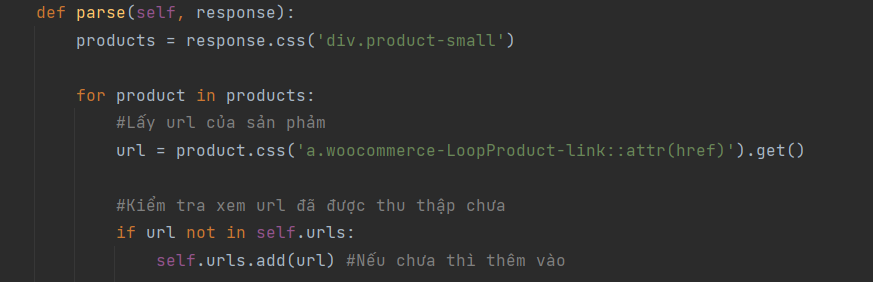 def parse(self, response):
products = response.css('div.product-small')
for product in products:
#Lấy url của sản phảm
url = product.css('a.woocommerce-LoopProduct-link::attr(href)').get()
#Kiểm tra xem url đã được thu thập chưa
if url not in self.urls:
self.urls.add(url) #Nếu chưa thì thêm vào